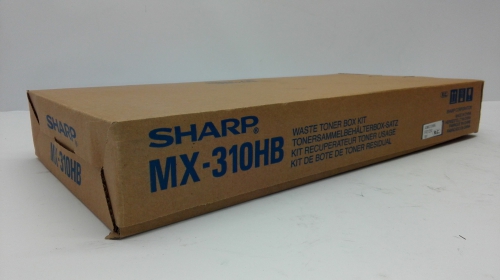 SHARP®
MX-310HB
WASTE TONER BOX KIT
TONERSAMMELBEHÄLTERBOX-SATZ
KIT RECUPERATEUR TONER USAGE
KIT DE BOTE DE TONER RESIDUAL
SHARP
MX-310HB